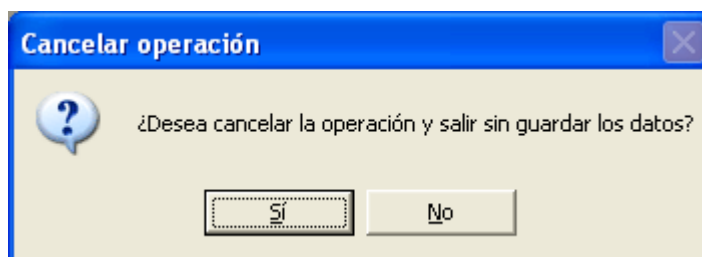 Cancelar operación
¿Desea cancelar la operación y salir sin guardar los datos?
Sí No